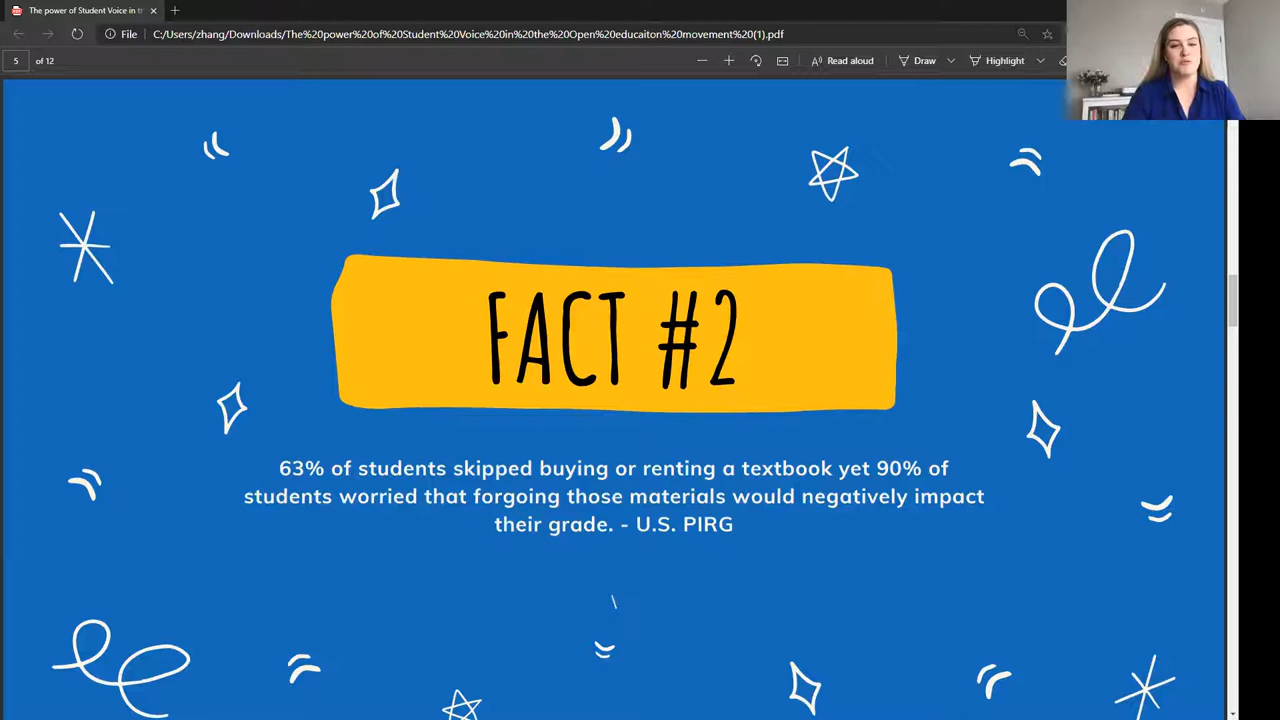 The power of Student Voice in th
File
C:/Users/zhang/Downloads/The%20power%20of%20Student%20Voice%20in%20the%20Open%20educaiton%20movement%20(1).pdf
5 of 12
Read aloud
Draw
Highlight
FACT #2
63% of students skipped buying or renting a textbook yet 90% of
students worried that forgoing those materials would negatively impact
their grade. - U.S. PIRG